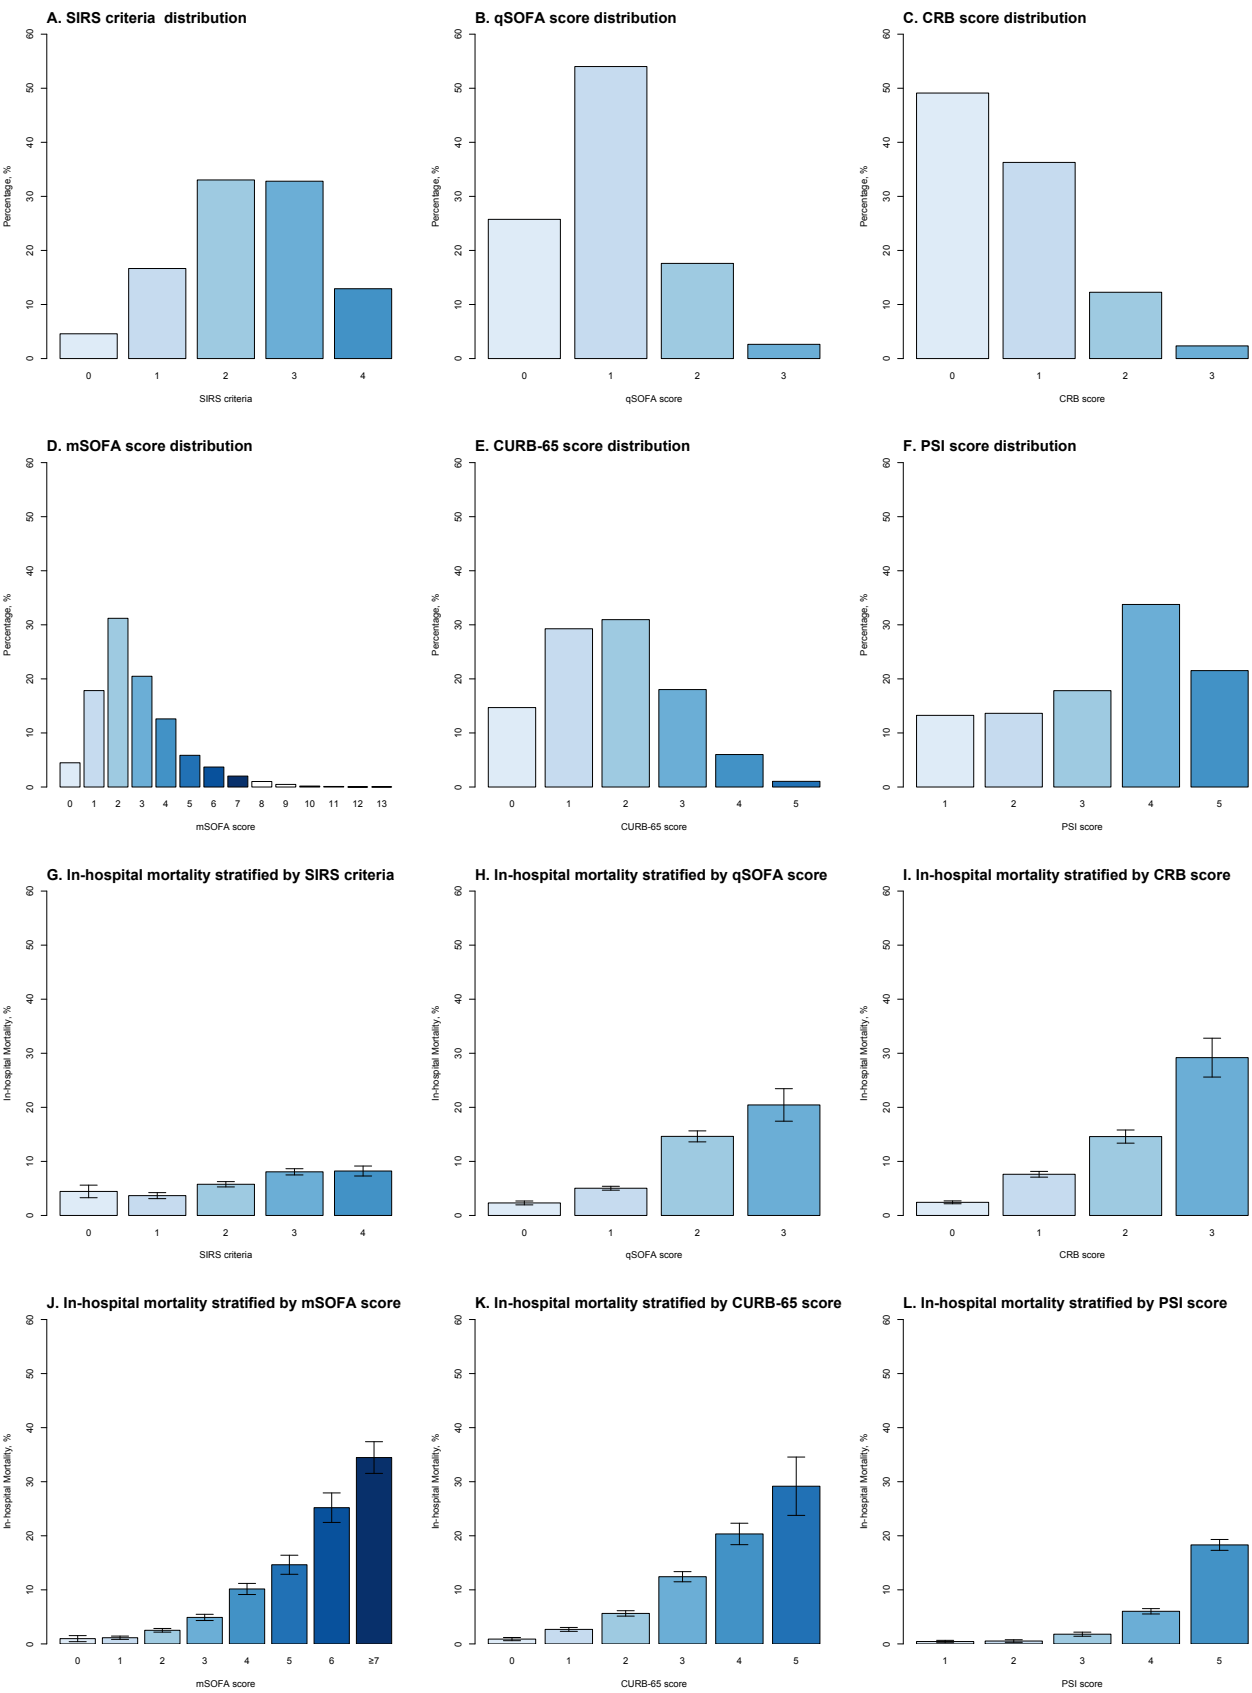 A. SIRS criteria distribution
B. qSOFA score distribution
C. CRB score distribution
Percentage, %
0 10 20 30 40 50 60
0 1 2 3 4
SIRS criteria
Percentage, %
0 10 20 30 40 50 60
0 1 2 3
qSOFA score
Percentage, %
0 10 20 30 40 50 60
0 1 2 3
CRB score
D. mSOFA score distribution
E. CURB-65 score distribution
F. PSI score distribution
Percentage, %
0 10 20 30 40 50 60
0 1 2 3 4 5 6 7 8 9 10 11 12 13
mSOFA score
Percentage, %
0 10 20 30 40 50 60
0 1 2 3 4 5
CURB-65 score
Percentage, %
0 10 20 30 40 50 60
1 2 3 4 5
PSI score
G. In-hospital mortality stratified by SIRS criteria
H. In-hospital mortality stratified by qSOFA score
I. In-hospital mortality stratified by CRB score
In-hospital Mortality, %
0 10 20 30 40 50 60
0 1 2 3 4
SIRS criteria
In-hospital Mortality, %
0 10 20 30 40 50 60
0 1 2 3
qSOFA score
In-hospital Mortality, %
0 10 20 30 40 50 60
0 1 2 3
CRB score
J. In-hospital mortality stratified by mSOFA score
K. In-hospital mortality stratified by CURB-65 score
L. In-hospital mortality stratified by PSI score
In-hospital Mortality, %
0 10 20 30 40 50 60
0 1 2 3 4 5 6 ≥7
mSOFA score
In-hospital Mortality, %
0 10 20 30 40 50 60
0 1 2 3 4 5
CURB-65 score
In-hospital Mortality, %
0 10 20 30 40 50 60
1 2 3 4 5
PSI score